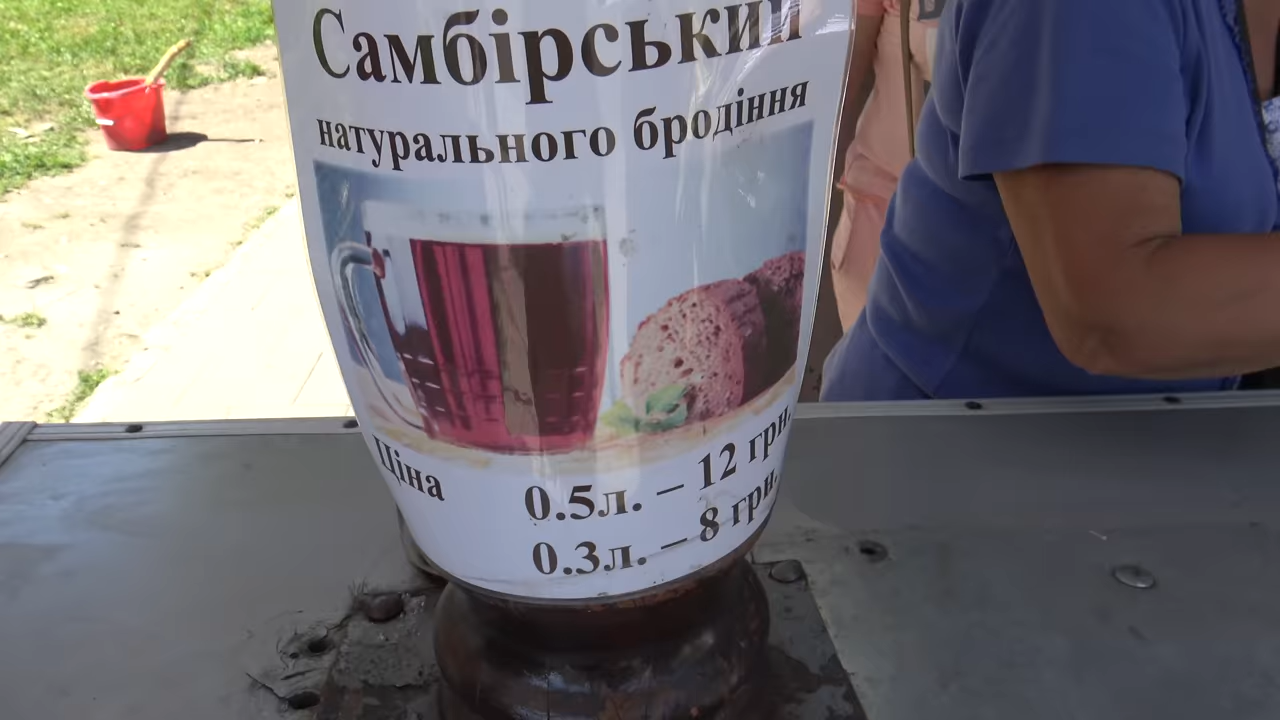 Самбірський
натурального бродіння
Ціна 0.5л. – 12 грн.
0.3л. – 8 грн.